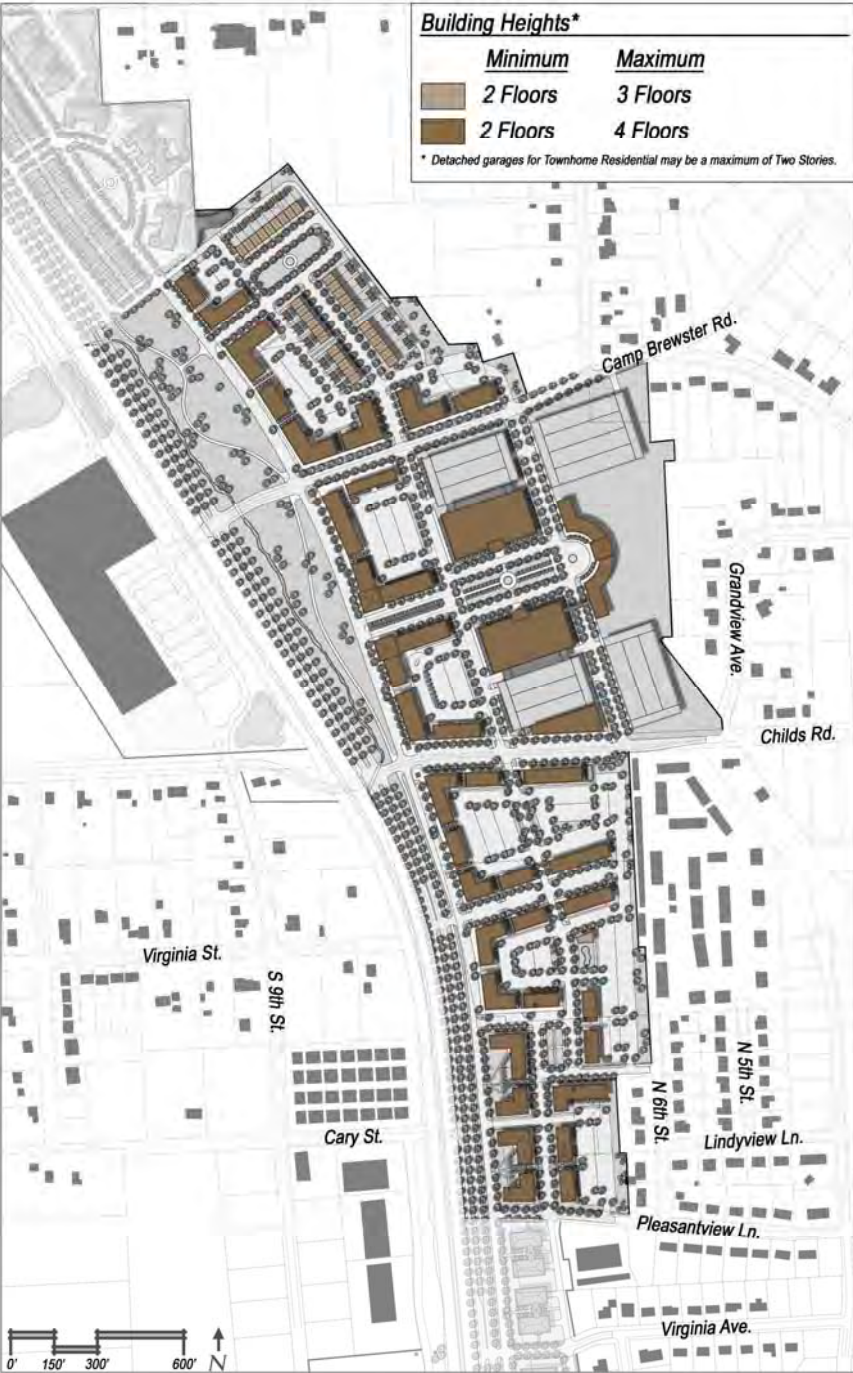 Building Heights*
Minimum Maximum
2 Floors 3 Floors
2 Floors 4 Floors
* Detached garages for Townhome Residential may be a maximum of Two Stories.
Camp Brewster Rd.
Grandview Ave.
Childs Rd.
Virginia St.
S 9th St.
N 5th St.
N 6th St.
Cary St.
Lindyview Ln.
Pleasantview Ln.
Virginia Ave.
0' 150' 300' 600' N